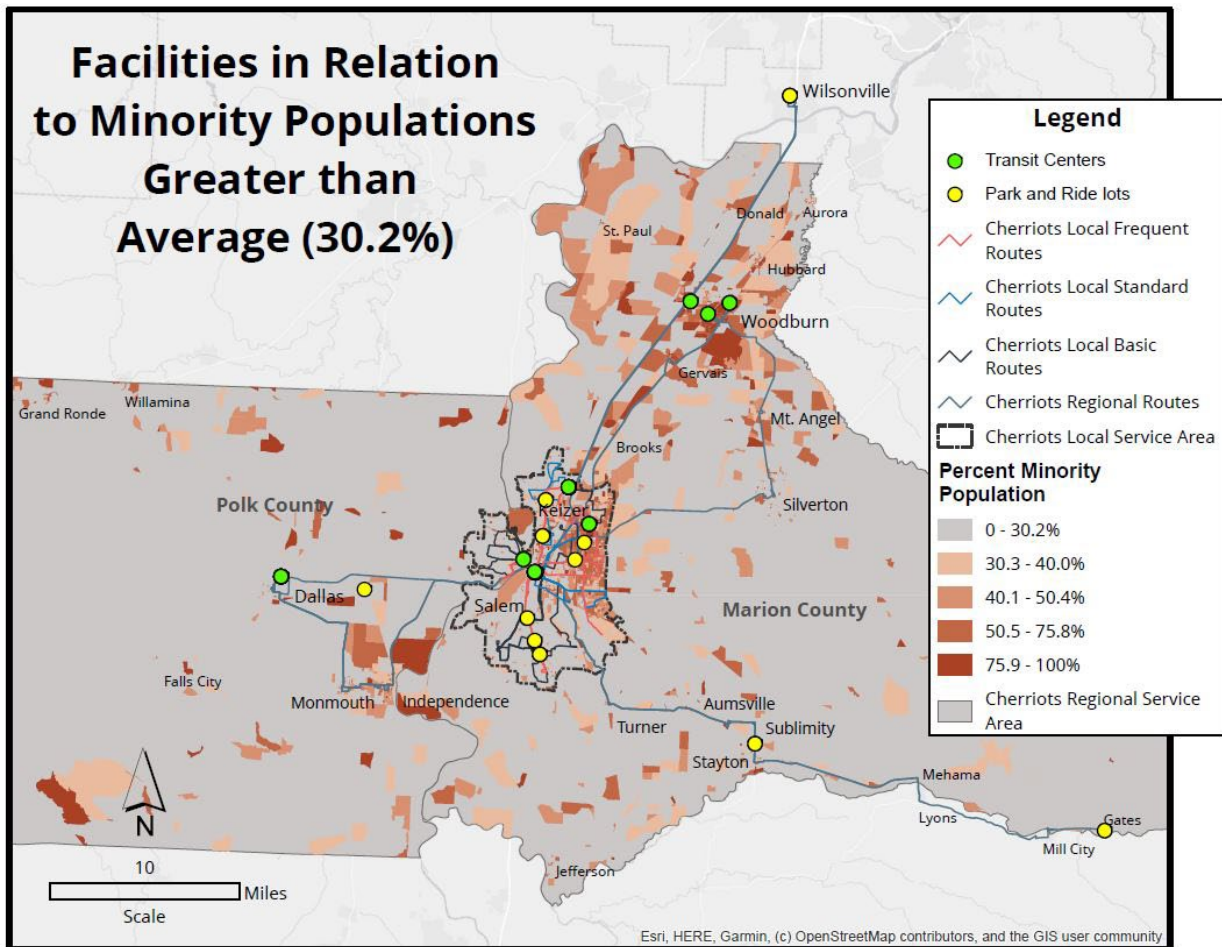 Facilities in Relation
to Minority Populations
Greater than
Average (30.2%)
Wilsonville
Legend
Transit Centers
Park and Ride lots
Cherriots Local Frequent
Routes
Cherriots Local Standard
Routes
Cherriots Local Basic
Routes
Cherriots Regional Routes
Cherriots Local Service Area
Percent Minority
Population
0 - 30.2%
30.3 - 40.0%
40.1 - 50.4%
50.5 - 75.8%
75.9 - 100%
Cherriots Regional Service
Area
Donald
Aurora
St. Paul
Hubbard
Woodburn
Gervais
Grand Ronde
Willamina
Mt. Angel
Brooks
Polk County
Keizer
Silverton
Dallas
Salem
Marion County
Falls City
Monmouth
Independence
Aumsville
Turner
Sublimity
Stayton
Mehama
Lyons
Gates
Mill City
Jefferson
N
10
Miles
Scale
Esri, HERE, Garmin, (c) OpenStreetMap contributors, and the GIS user community